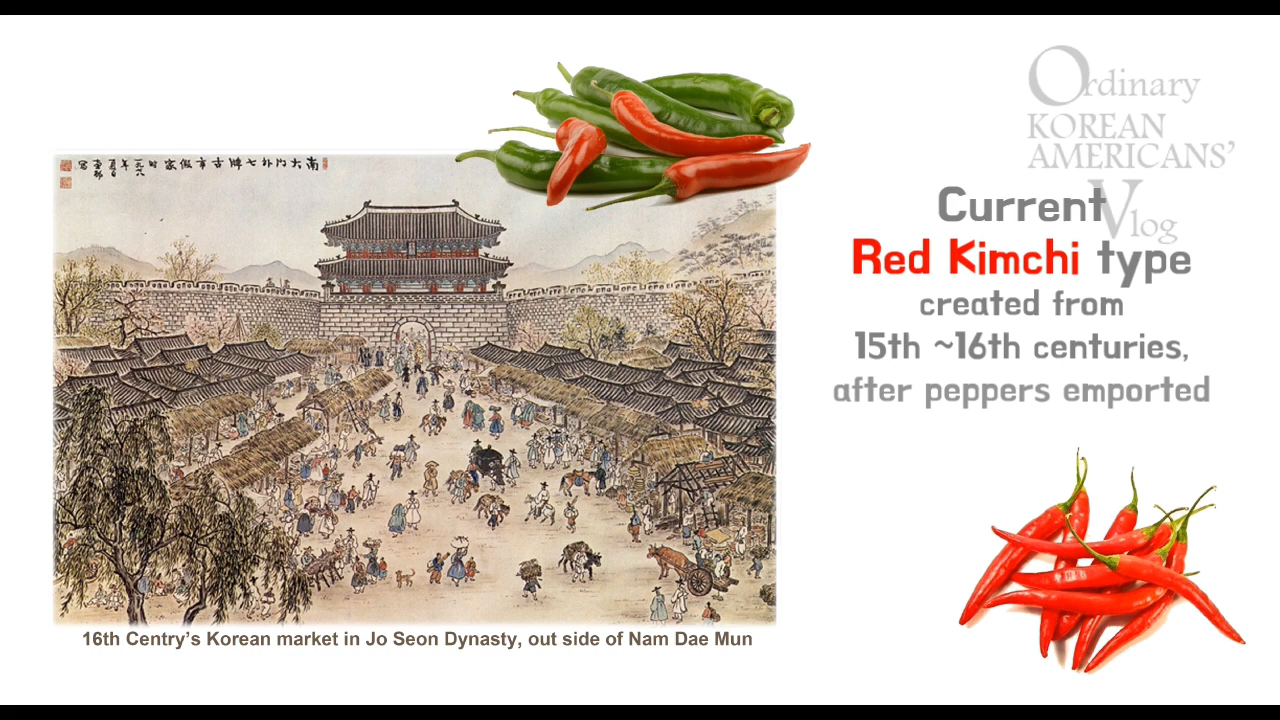 Ordinary
KOREAN
AMERICANS'
Vlog
Current
Red Kimchi type
created from
15th ~16th centuries,
after peppers emported
16th Centry's Korean market in Jo Seon Dynasty, out side of Nam Dae Mun